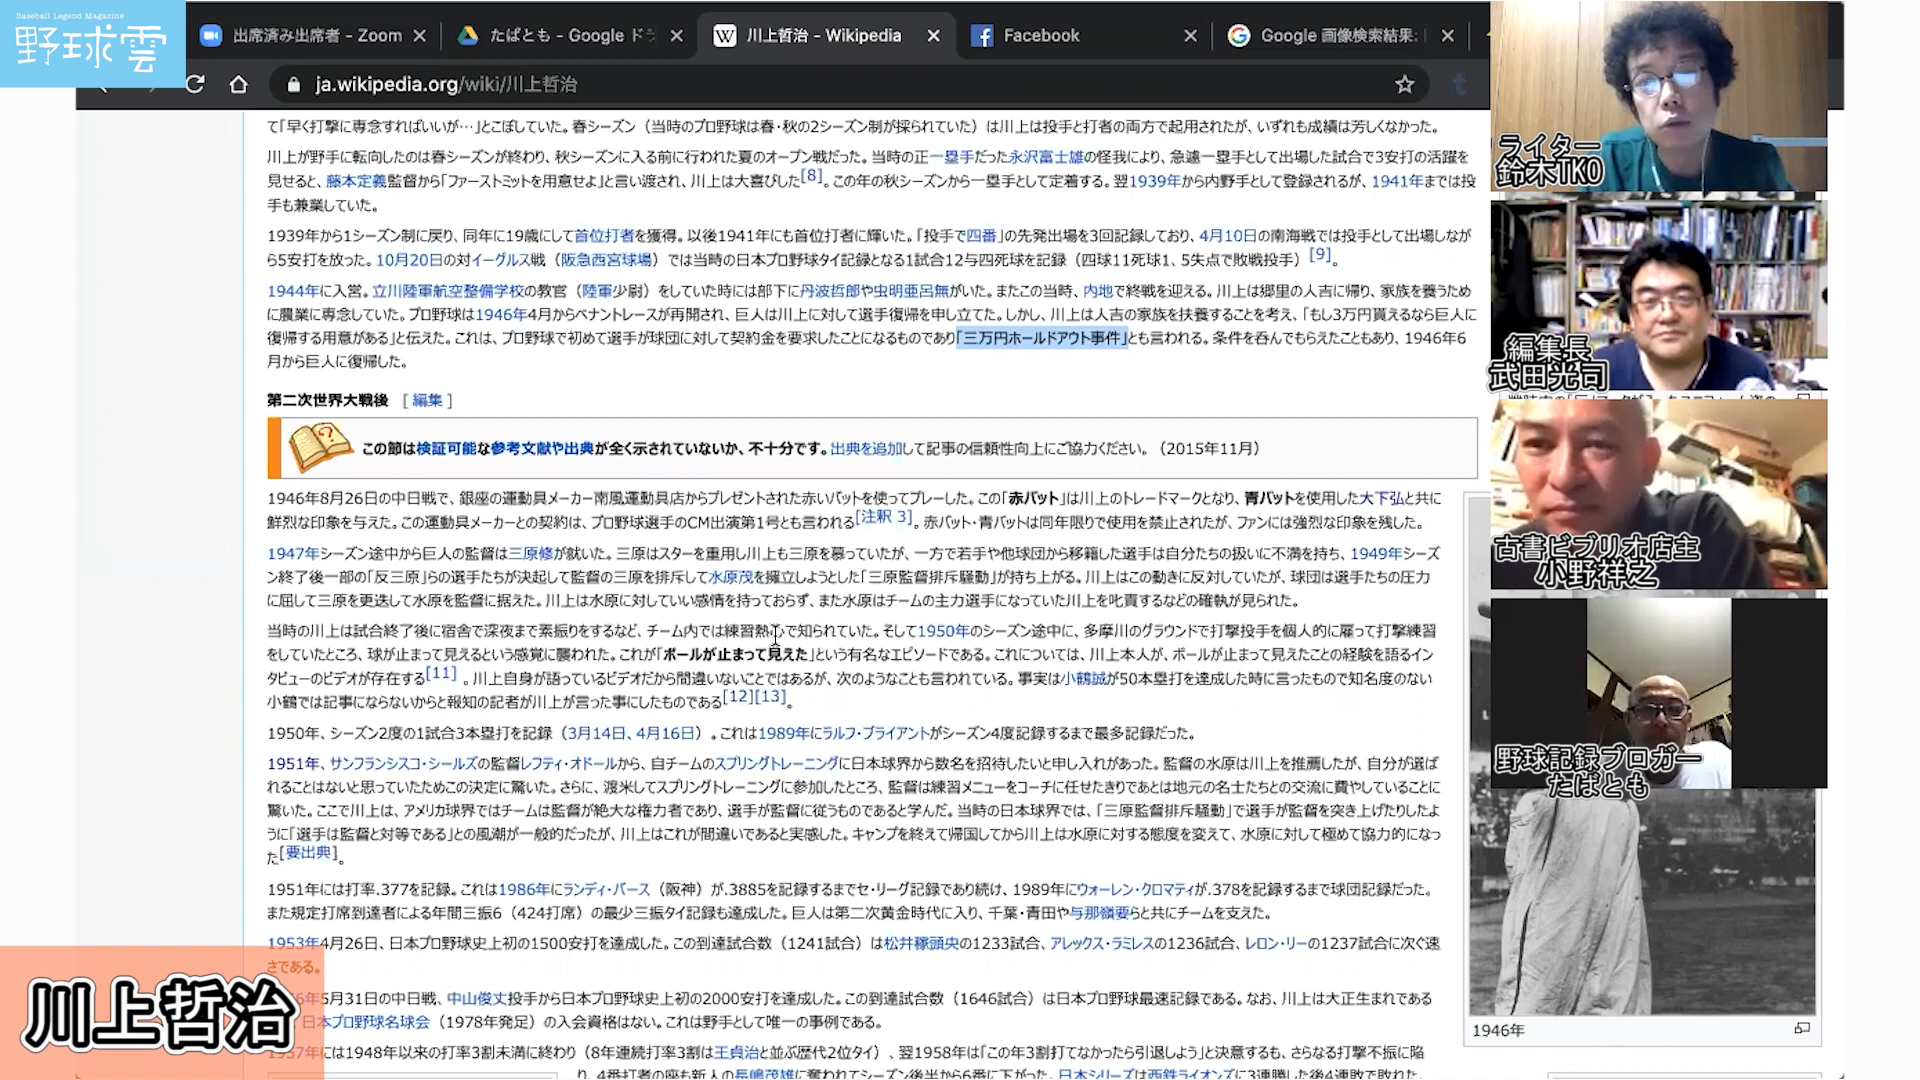 Baseball Legend Magazine
野球雲
出席済み出席者 - Zoom
たばとも - Google ド
川上哲治 - Wikipedia
Facebook
Google 画像検索結果:
ja.wikipedia.org/wiki/川上哲治
て「早く打撃に専念すればいいが…」とこぼしていた。春シーズン（当時のプロ野球は春・秋の2シーズン制が採られていた）は川上は投手と打者の両方で起用されたが、いずれも成績は芳しくなかった。
川上が野手に転向したのは春シーズンが終わり、秋シーズンに入る前に行われた夏のオープン戦だった。当時の正一塁手だった永沢富士雄の怪我により、急遽一塁手として出場した試合で3安打の活躍を
見せると、藤本定義監督から「ファーストミットを用意せよ」と言い渡され、川上は大喜びした[8]。この年の秋シーズンから一塁手として定着する。翌1939年から内野手として登録されるが、1941年までは投
手も兼業していた。
1939年から1シーズン制に戻り、同年に19歳にして首位打者を獲得。以後1941年にも首位打者に輝いた。「投手で四番」の先発出場を3回記録しており、4月10日の南海戦では投手として出場しなが
ら5安打を放った。10月20日の対イーグルス戦（阪急西宮球場）では当時の日本プロ野球タイ記録となる1試合12与四死球を記録（四球11死球1、5失点で敗戦投手）[9]。
1944年に入営。立川陸軍航空整備学校の教官（陸軍少尉）をしていた時には部下に丹波哲郎や虫明亜呂無がいた。またこの当時、内地で終戦を迎える。川上は郷里の人吉に帰り、家族を養うため
に農業に専念していた。プロ野球は1946年4月からペナントレースが再開され、巨人は川上に対して選手復帰を申し立てた。しかし、川上は人吉の家族を扶養することを考え、「もし3万円貰えるなら巨人に
復帰する用意がある」と伝えた。これは、プロ野球で初めて選手が球団に対して契約金を要求したことになるものであり「三万円ホールドアウト事件」とも言われる。条件を呑んでもらえたこともあり、1946年6
月から巨人に復帰した。
第二次世界大戦後 [ 編集 ]
この節は検証可能な参考文献や出典が全く示されていないか、不十分です。出典を追加して記事の信頼性向上にご協力ください。（2015年11月）
1946年8月26日の中日戦で、銀座の運動具メーカー南風運動具店からプレゼントされた赤いバットを使ってプレーした。この「赤バット」は川上のトレードマークとなり、青バットを使用した大下弘と共に
鮮烈な印象を与えた。この運動具メーカーとの契約は、プロ野球選手のCM出演第1号とも言われる[注釈 3]。赤バット・青バットは同年限りで使用を禁止されたが、ファンには強烈な印象を残した。
1947年シーズン途中から巨人の監督は三原修が就いた。三原はスターを重用し川上も三原を慕っていたが、一方で若手や他球団から移籍した選手は自分たちの扱いに不満を持ち、1949年シーズ
ン終了後一部の「反三原」らの選手たちが決起して監督の三原を排斥して水原茂を擁立しようとした「三原監督排斥騒動」が持ち上がる。川上はこの動きに反対していたが、球団は選手たちの圧力
に屈して三原を更迭して水原を監督に据えた。川上は水原に対していい感情を持っておらず、また水原はチームの主力選手になっていた川上を叱責するなどの確執が見られた。
当時の川上は試合終了後に宿舎で深夜まで素振りをするなど、チーム内では練習熱心で知られていた。そして1950年のシーズン途中に、多摩川のグラウンドで打撃投手を個人的に雇って打撃練習
をしていたところ、球が止まって見えるという感覚に襲われた。これが「ボールが止まって見えた」という有名なエピソードである。これについては、川上本人が、ボールが止まって見えたことの経験を語るイン
タビューのビデオが存在する[11] 。川上自身が語っているビデオだから間違いないことではあるが、次のようなことも言われている。事実は小鶴誠が50本塁打を達成した時に言ったもので知名度のない
小鶴では記事にならないからと報知の記者が川上が言った事にしたものである[12][13]。
1950年、シーズン2度の1試合3本塁打を記録（3月14日、4月16日）。これは1989年にラルフ・ブライアントがシーズン4度記録するまで最多記録だった。
1951年、サンフランシスコ・シールズの監督レフティ・オドールから、自チームのスプリングトレーニングに日本球界から数名を招待したいと申し入れがあった。監督の水原は川上を推薦したが、自分が選ば
れることはないと思っていたためこの決定に驚いた。さらに、渡米してスプリングトレーニングに参加したところ、監督は練習メニューをコーチに任せたきりであとは地元の名士たちとの交流に費やしていることに
驚いた。ここで川上は、アメリカ球界ではチームは監督が絶大な権力者であり、選手が監督に従うものであると学んだ。当時の日本球界では、「三原監督排斥騒動」で選手が監督を突き上げたりしたよ
うに「選手は監督と対等である」との風潮が一般的だったが、川上はこれが間違いであると実感した。キャンプを終えて帰国してから川上は水原に対する態度を変えて、水原に対して極めて協力的になっ
た[要出典]。
1951年には打率.377を記録。これは1986年にランディ・バース（阪神）が.3885を記録するまでセ・リーグ記録であり続け、1989年にウォーレン・クロマティが.378を記録するまで球団記録だった。
また規定打席到達者による年間三振6（424打席）の最少三振タイ記録も達成した。巨人は第二次黄金時代に入り、千葉・青田や与那嶺要らと共にチームを支えた。
1953年4月26日、日本プロ野球史上初の1500安打を達成した。この到達試合数（1241試合）は松井稼頭央の1233試合、アレックス・ラミレスの1236試合、レロン・リーの1237試合に次ぐ速
さである。
年5月31日の中日戦、中山俊丈投手から日本プロ野球史上初の2000安打を達成した。この到達試合数（1646試合）は日本プロ野球最速記録である。なお、川上は大正生まれである
日本プロ野球名球会（1978年発足）の入会資格はない。これは野手として唯一の事例である。
年には1948年以来の打率3割未満に終わり（8年連続打率3割は王貞治と並ぶ歴代2位タイ）、翌1958年は「この年3割打てなかったら引退しよう」と決意するも、さらなる打撃不振に陥
り、4番打者の座も新人の長嶋茂雄に奪われてシーズン後半から6番に下がった。日本シリーズは西鉄ライオンズに3連勝した後4連敗で敗れた。
1946年
ライター
鈴木TKO
編集長
武田光司
古書ビブリオ店主
小野祥之
野球記録ブロガー
たばとも
川上哲治